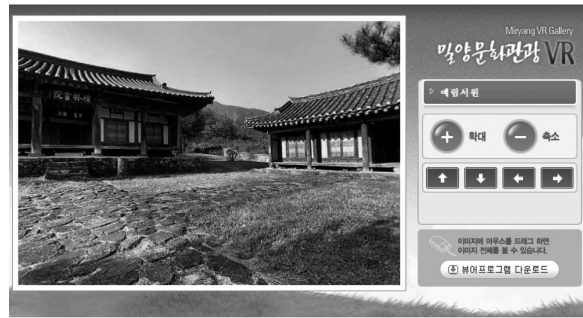 Miryang VR Gallery
밀양문화관광 VR
예림서원
확대
축소
이미지에 마우스를 드래그 하면
이미지 전체를 볼 수 있습니다.
뷰어프로그램 다운로드